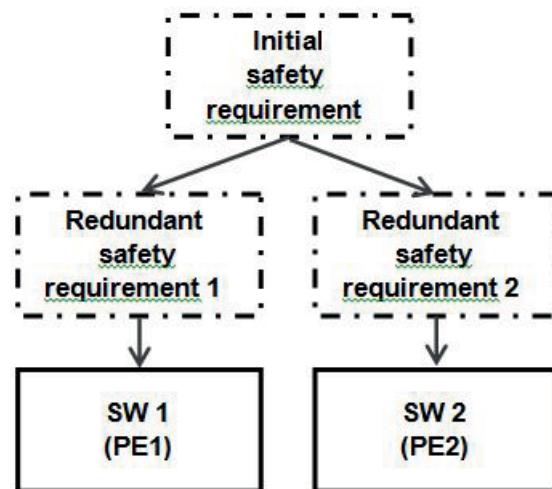 Initial
safety
requirement
Redundant
safety
requirement 1
Redundant
safety
requirement 2
SW 1
(PE1)
SW 2
(PE2)